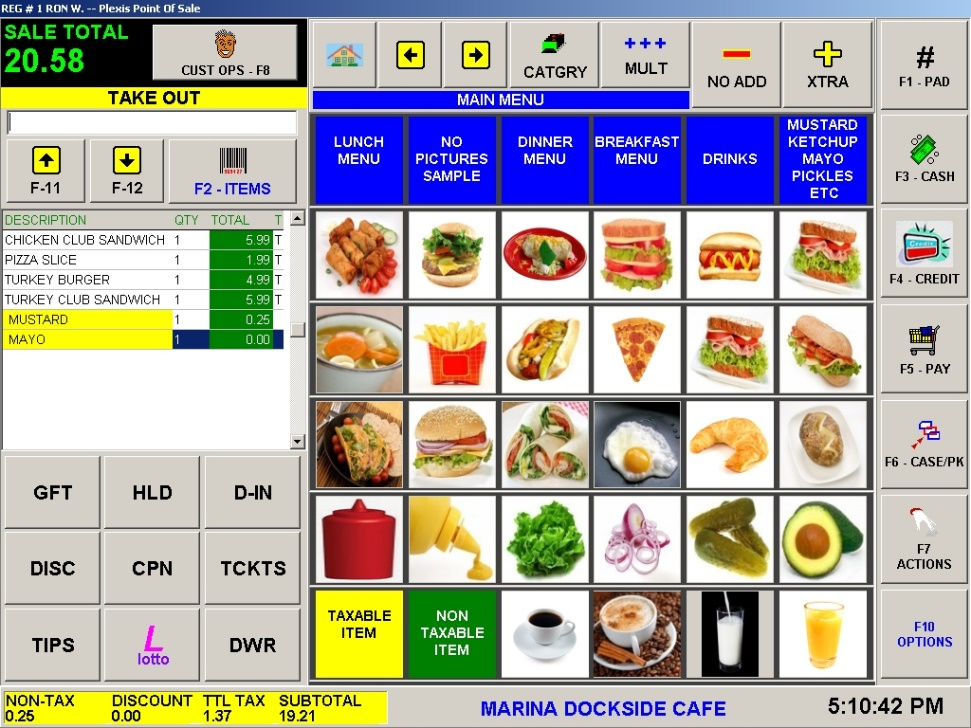 REG # 1 RON W. -- Plexis Point Of Sale
SALE TOTAL
20.58
CUST OPS - F8
TAKE OUT
F-11
F-12
F2 - ITEMS
DESCRIPTION QTY TOTAL T
CHICKEN CLUB SANDWICH 1 5.99 T
PIZZA SLICE 1 1.99 T
TURKEY BURGER 1 4.99 T
TURKEY CLUB SANDWICH 1 5.99 T
MUSTARD 1 0.25
MAYO 1 0.00
GFT
HLD
D-IN
DISC
CPN
TCKTS
TIPS
L
lotto
DWR
CATGRY
+++
MULT
NO ADD
XTRA
MAIN MENU
LUNCH
MENU
NO
PICTURES
SAMPLE
DINNER
MENU
BREAKFAST
MENU
DRINKS
MUSTARD
KETCHUP
MAYO
PICKLES
ETC
TAXABLE
ITEM
NON
TAXABLE
ITEM
#
F1 - PAD
F3 - CASH
Credit
F4 - CREDIT
F5 - PAY
F6 - CASE/PK
F7
ACTIONS
F10
OPTIONS
NON-TAX DISCOUNT TTL TAX SUBTOTAL
0.25 0.00 1.37 19.21
MARINA DOCKSIDE CAFE
5:10:42 PM